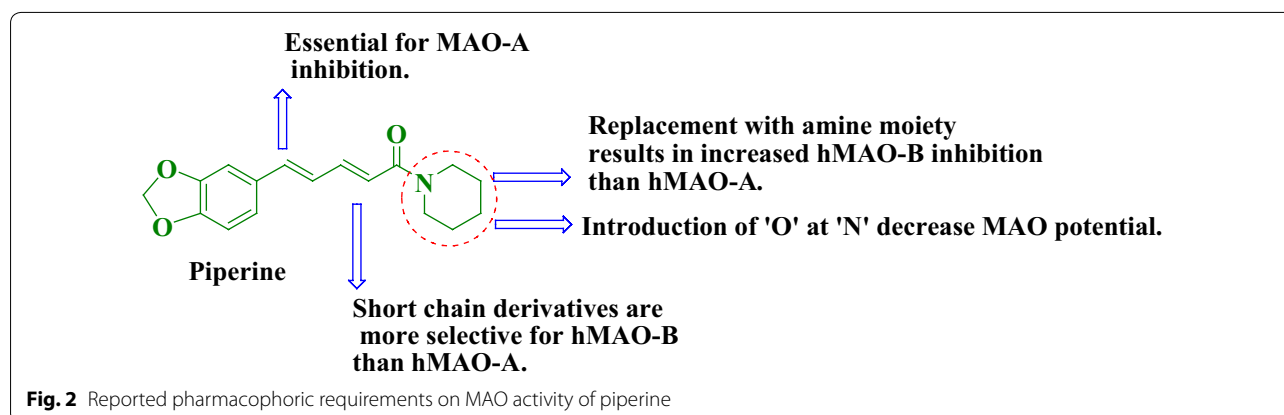 Essential for MAO-A
inhibition.
O
Replacement with amine moiety
results in increased hMAO-B inhibition
than hMAO-A.
O
N
O
Introduction of 'O' at 'N' decrease MAO potential.
Piperine
Short chain derivatives are
more selective for hMAO-B
than hMAO-A.
Fig. 2 Reported pharmacophoric requirements on MAO activity of piperine